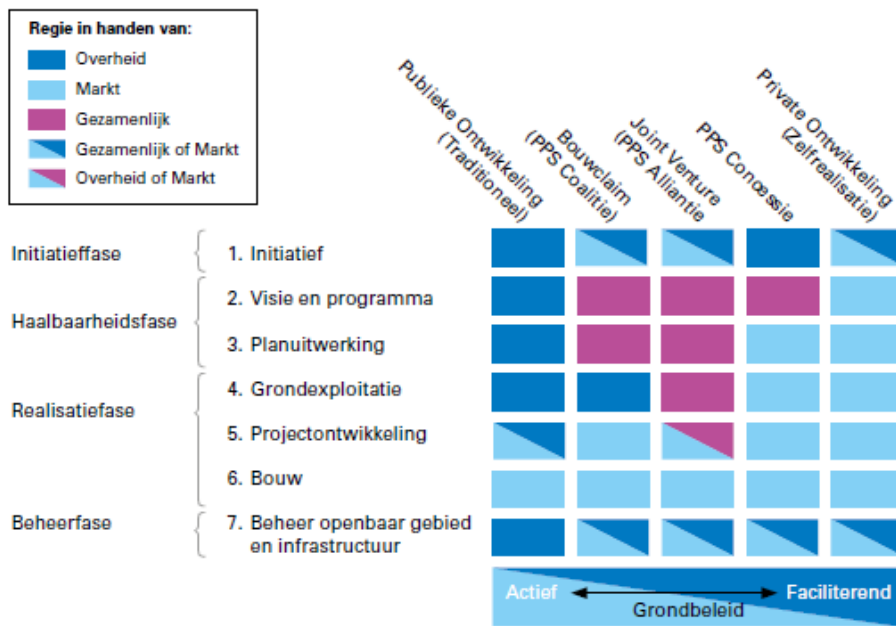 Regie in handen van:
Overheid
Markt
Gezamenlijk
Gezamenlijk of Markt
Overheid of Markt
Publieke Ontwikkeling
(Traditioneel)
Bouwclaim
(PPS Coalitie)
Joint Venture
(PPS Alliantie
PPS Concessie
Private Ontwikkeling
(Zelfrealisatie)
Initiatieffase
1. Initiatief
Haalbaarheidsfase
2. Visie en programma
3. Planuitwerking
Realisatiefase
4. Grondexploitatie
5. Projectontwikkeling
6. Bouw
Beheerfase
7. Beheer openbaar gebied
en infrastructuur
Actief
Faciliterend
Grondbeleid